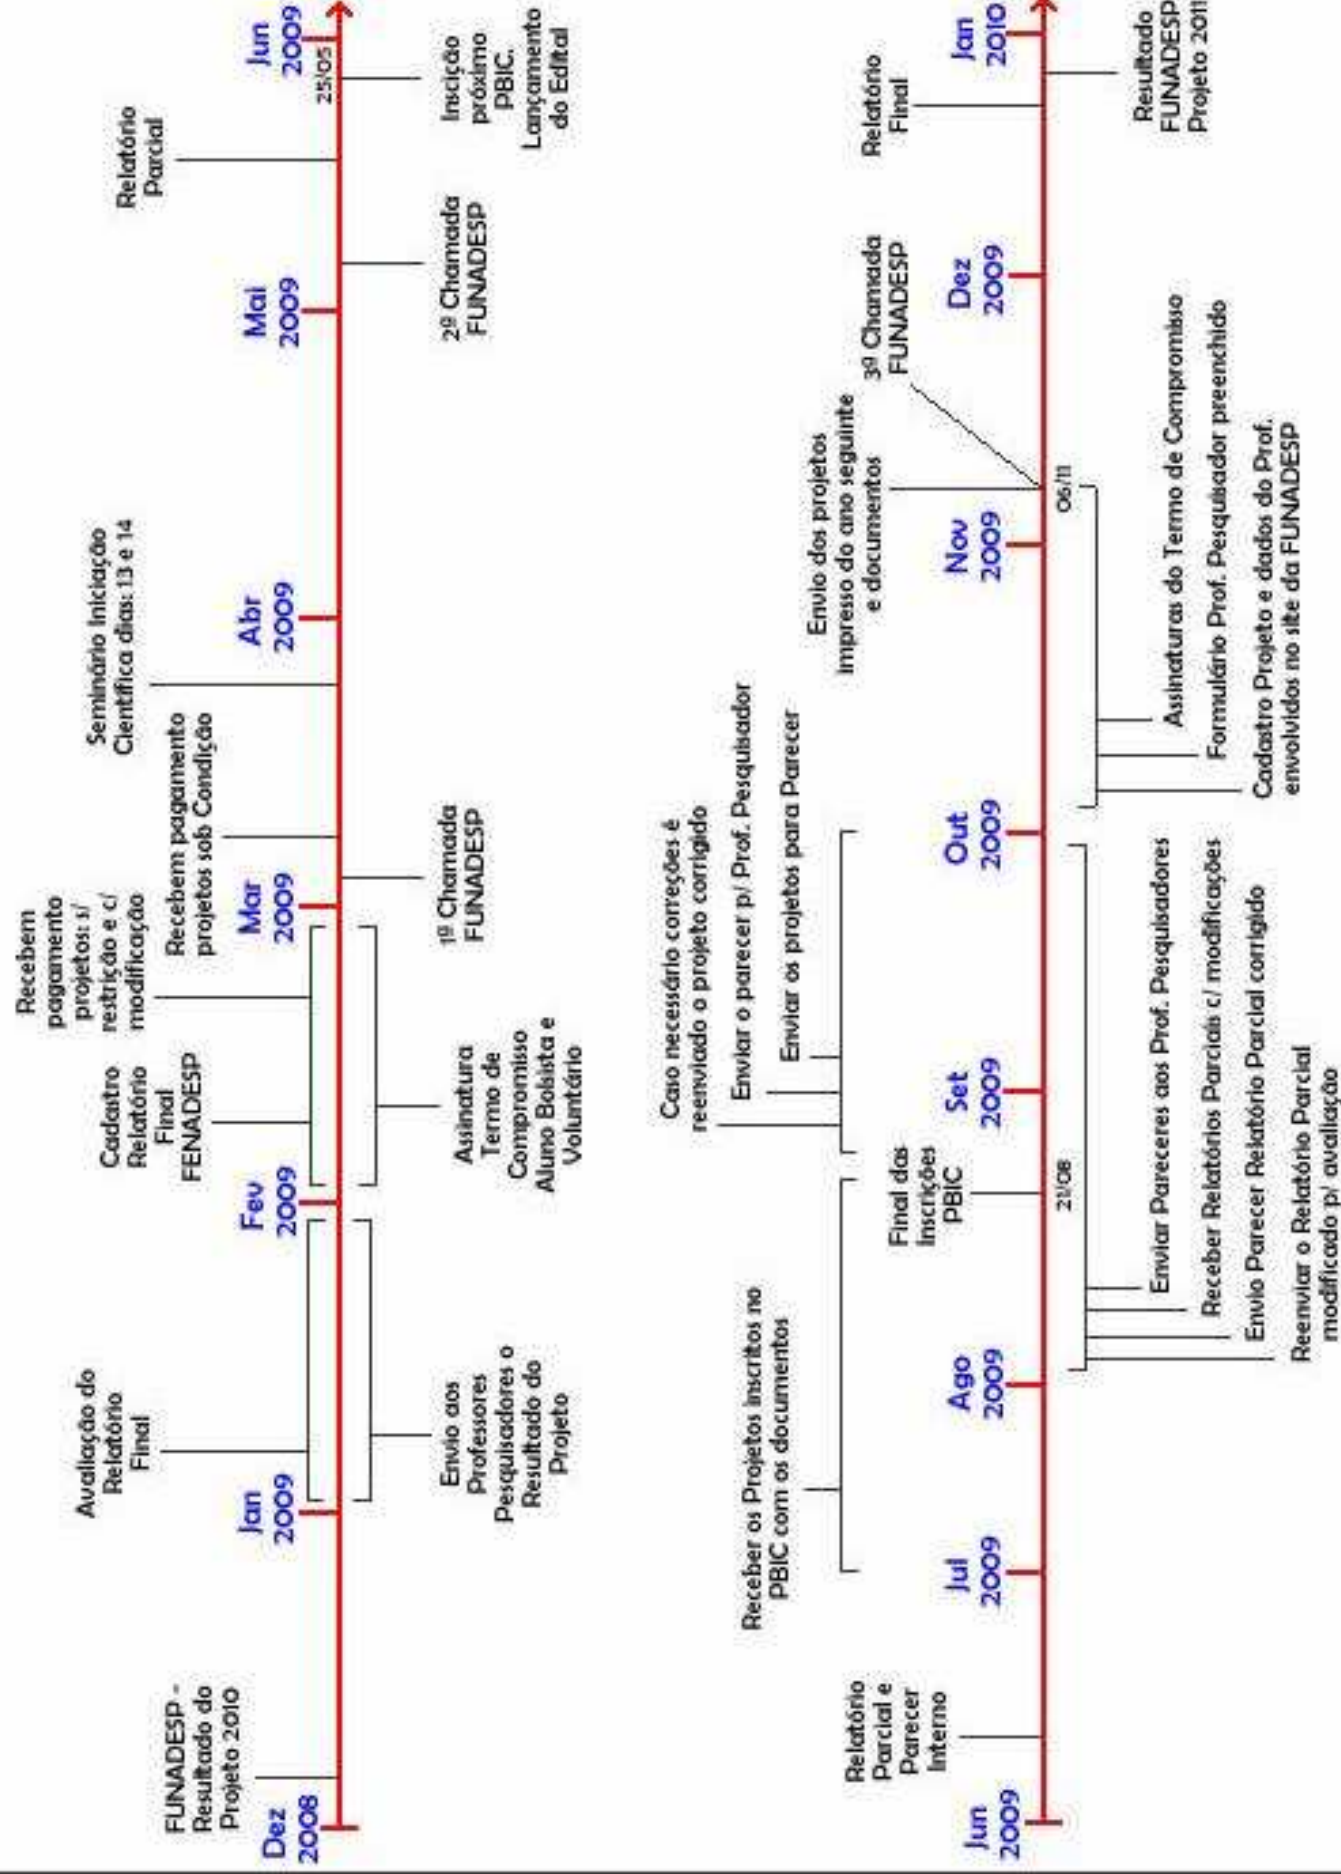 FUNADESP -
Resultado do
Projeto 2010
Avaliação do
Relatório
Final
Cadastro
Relatório
Final
FENADESP
Recebem
pagamento
projetos: s/
restrição e c/
modificação
Recebem pagamento
projetos sob Condição
Seminário Iniciação
Científica dias: 13 e 14
Relatório
Parcial
Dez
2008
Jan
2009
Fev
2009
Mar
2009
Abr
2009
Mai
2009
Jun
2009
25/05
Envio aos
Professores
Pesquisadores o
Resultado do
Projeto
Assinatura
Termo de
Compromisso
Aluno Bolsista e
Voluntário
1ª Chamada
FUNADESP
2ª Chamada
FUNADESP
Inscição
próximo
PBIC.
Lançamento
do Edital
Relatório
Parcial e
Parecer
Interno
Receber os Projetos inscritos no
PBIC com os documentos
Final das
inscrições
PBIC
Caso necessário correções é
reenviado o projeto corrigido
Enviar o parecer p/ Prof. Pesquisador
Enviar os projetos para Parecer
Envio dos projetos
impresso do ano seguinte
e documentos
3ª Chamada
FUNADESP
Relatório
Final
Jun
2009
Jul
2009
Ago
2009
Set
2009
Out
2009
Nov
2009
Dez
2009
Jan
2010
21/08
06/11
Enviar Pareceres aos Prof. Pesquisadores
Receber Relatórios Parciais c/ modificações
Envio Parecer Relatório Parcial corrigido
Reenviar o Relatório Parcial
modificado p/ avaliação
Assinaturas do Termo de Compromisso
Formulário Prof. Pesquisador preenchido
Cadastro Projeto e dados do Prof.
envolvidos no site da FUNADESP
Resultado
FUNADESP
Projeto 2011